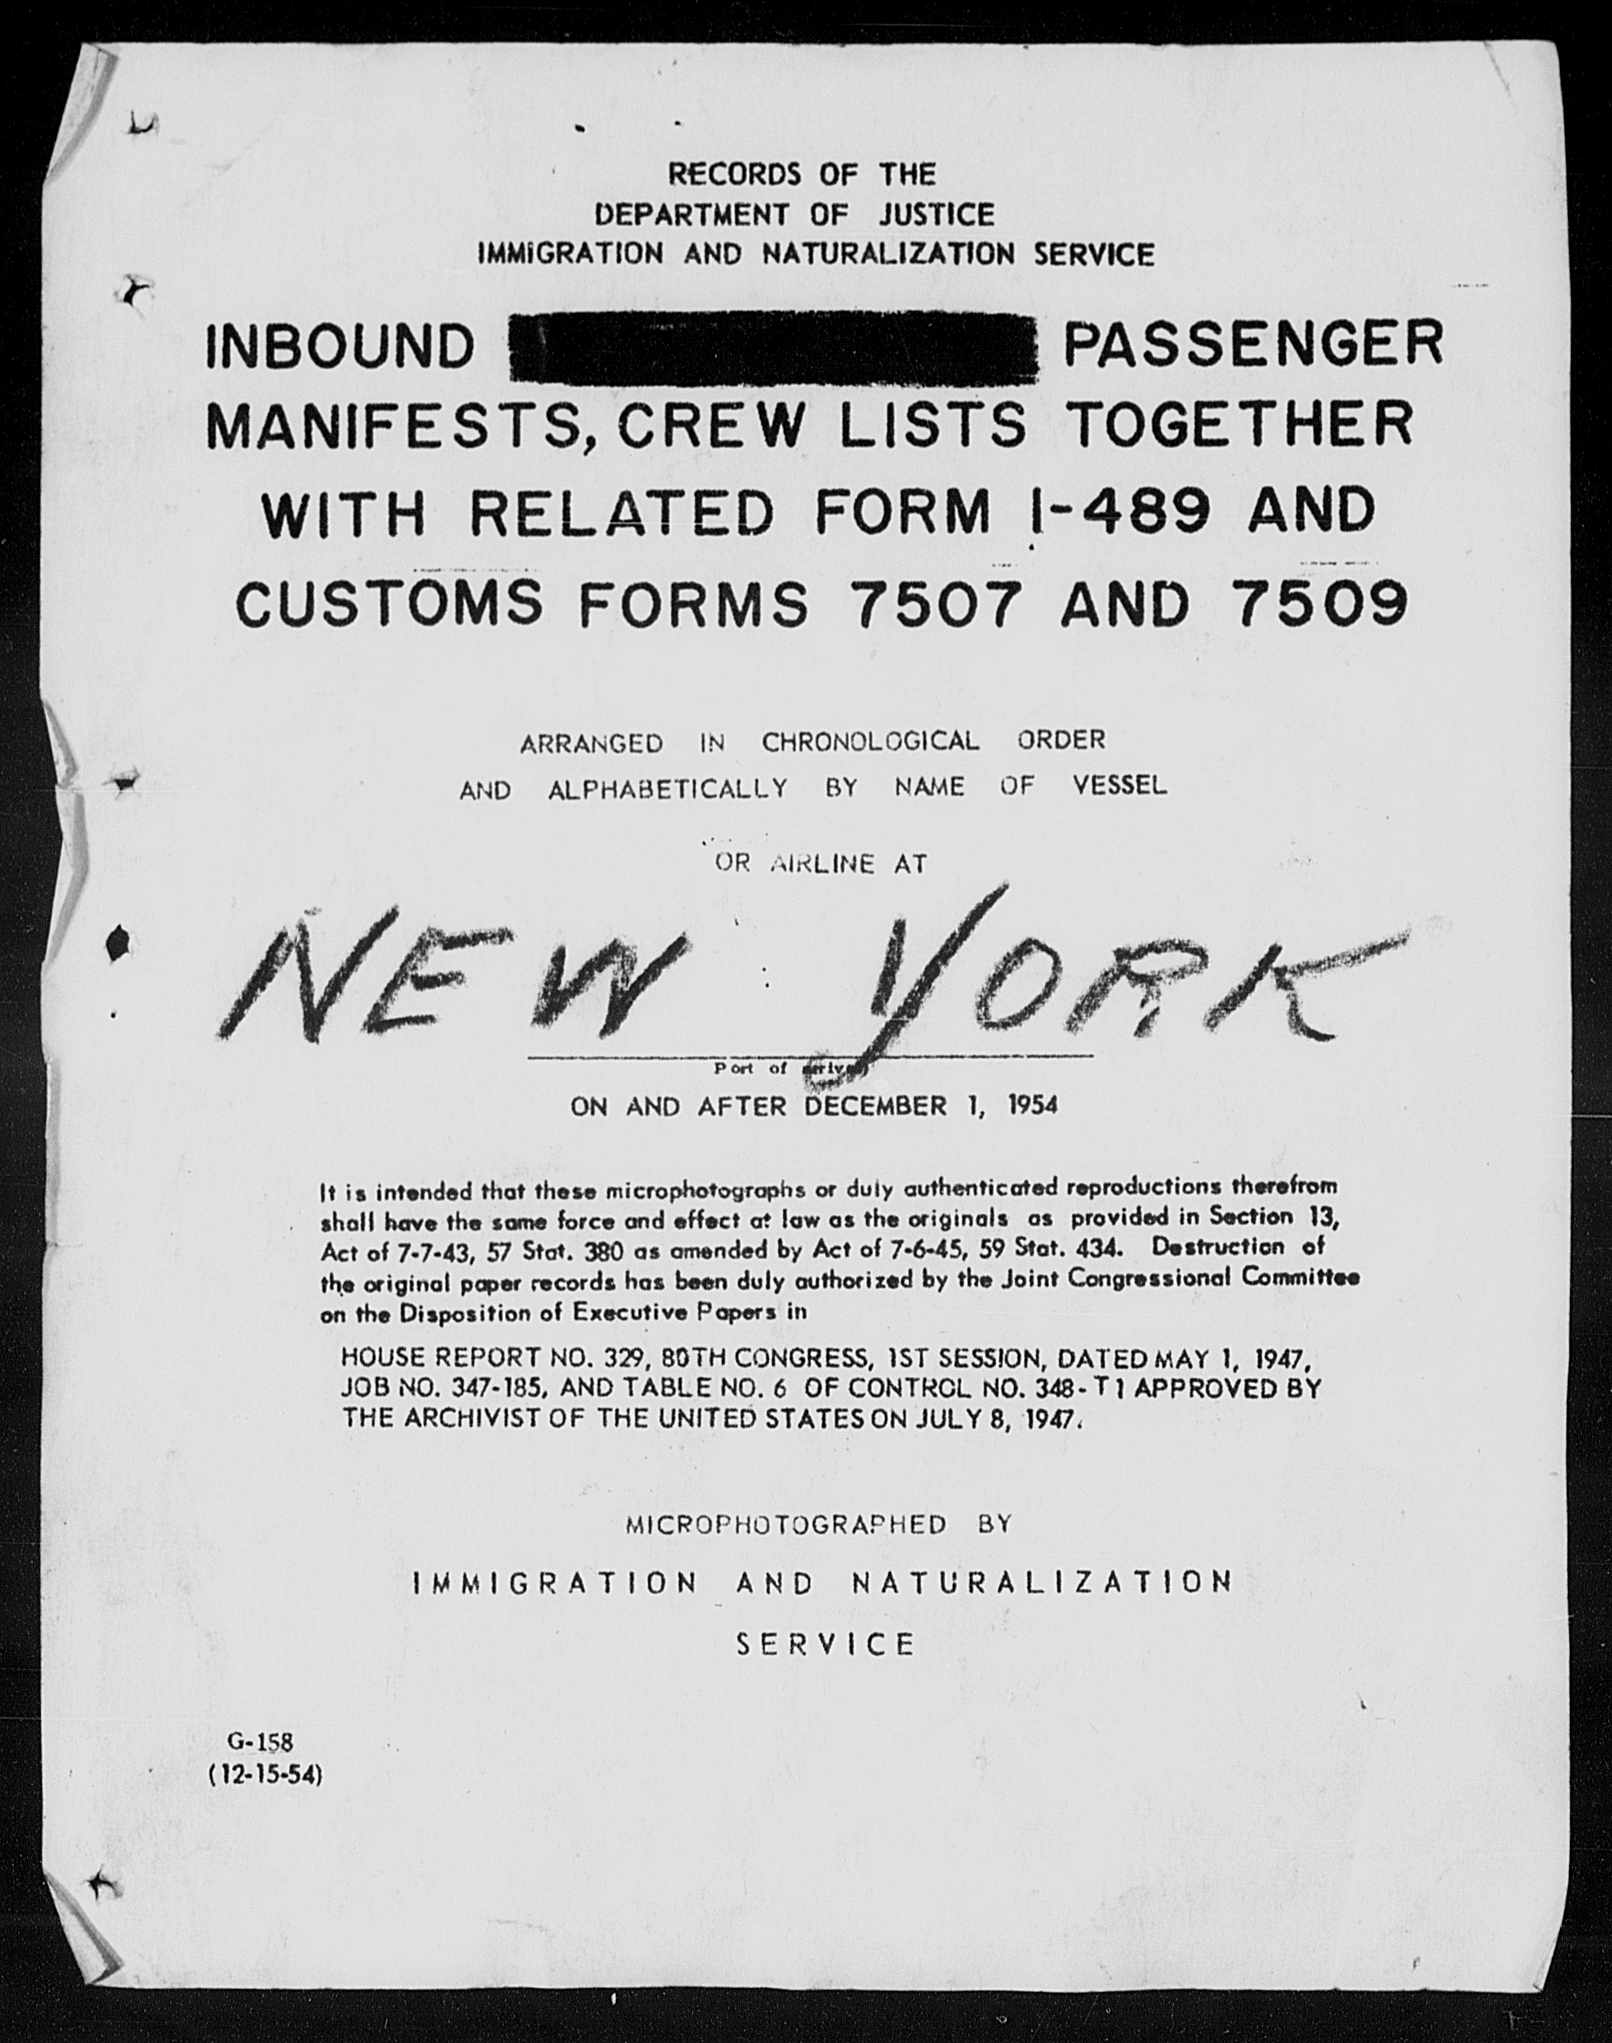 RECORDS OF THE
DEPARTMENT OF JUSTICE
IMMIGRATION AND NATURALIZATION SERVICE
INBOUND PASSENGER
MANIFESTS, CREW LISTS TOGETHER
WITH RELATED FORM I-489 AND
CUSTOMS FORMS 7507 AND 7509
ARRANGED IN CHRONOLOGICAL ORDER
AND ALPHABETICALLY BY NAME OF VESSEL
OR AIRLINE AT
NEW YORK
Port of arrival)
ON AND AFTER DECEMBER 1, 1954
It is intended that these microphotographs or duly authenticated reproductions therefrom
shall have the same force and effect at law as the originals as provided in Section 13,
Act of 7-7-43, 57 Stat. 380 as amended by Act of 7-6-45, 59 Stat. 434. Destruction of
the original paper records has been duly authorized by the Joint Congressional Committee
on the Disposition of Executive Papers in
HOUSE REPORT NO. 329, 80TH CONGRESS, 1ST SESSION, DATED MAY 1, 1947,
JOB NO. 347-185, AND TABLE NO. 6 OF CONTROL NO. 348-T1 APPROVED BY
THE ARCHIVIST OF THE UNITED STATES ON JULY 8, 1947.
MICROPHOTOGRAPHED BY
IMMIGRATION AND NATURALIZATION
SERVICE
G-158
(12-15-54)